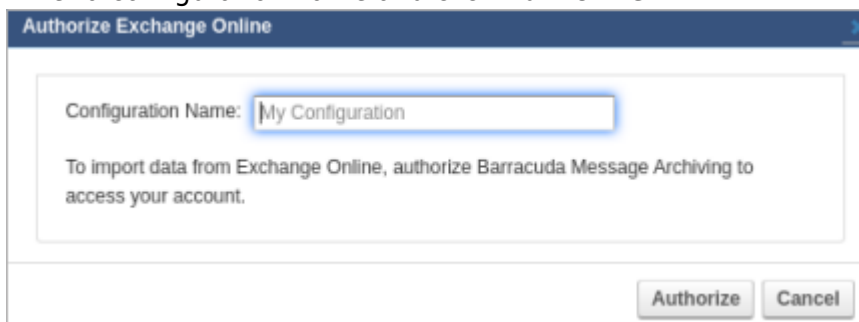 Authorize Exchange Online
Configuration Name: My Configuration
To import data from Exchange Online, authorize Barracuda Message Archiving to
access your account.
Authorize Cancel